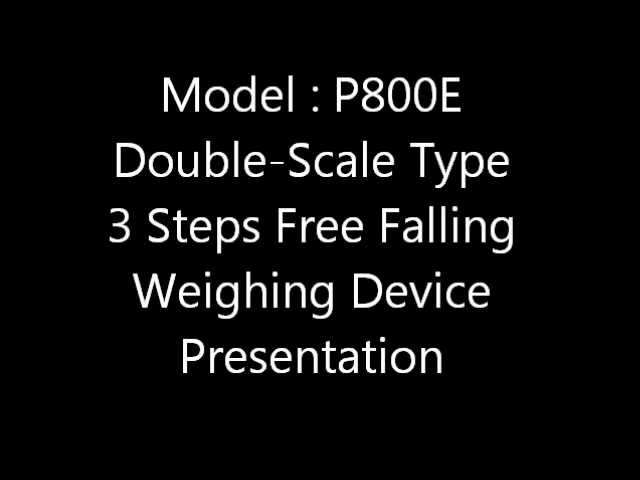 Model : P800E
Double-Scale Type
3 Steps Free Falling
Weighing Device
Presentation